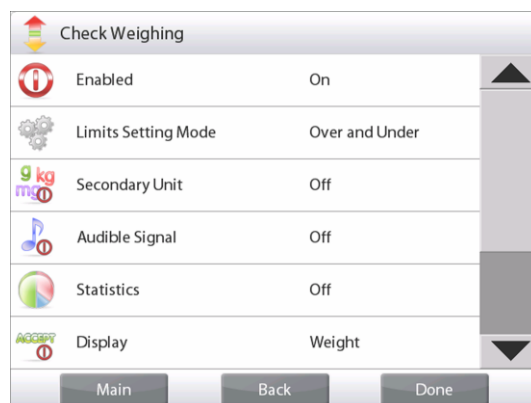 Check Weighing
Enabled On
Limits Setting Mode Over and Under
g kg
mg
Secondary Unit Off
Audible Signal Off
Statistics Off
ACCEPT
Display Weight
Main Back Done